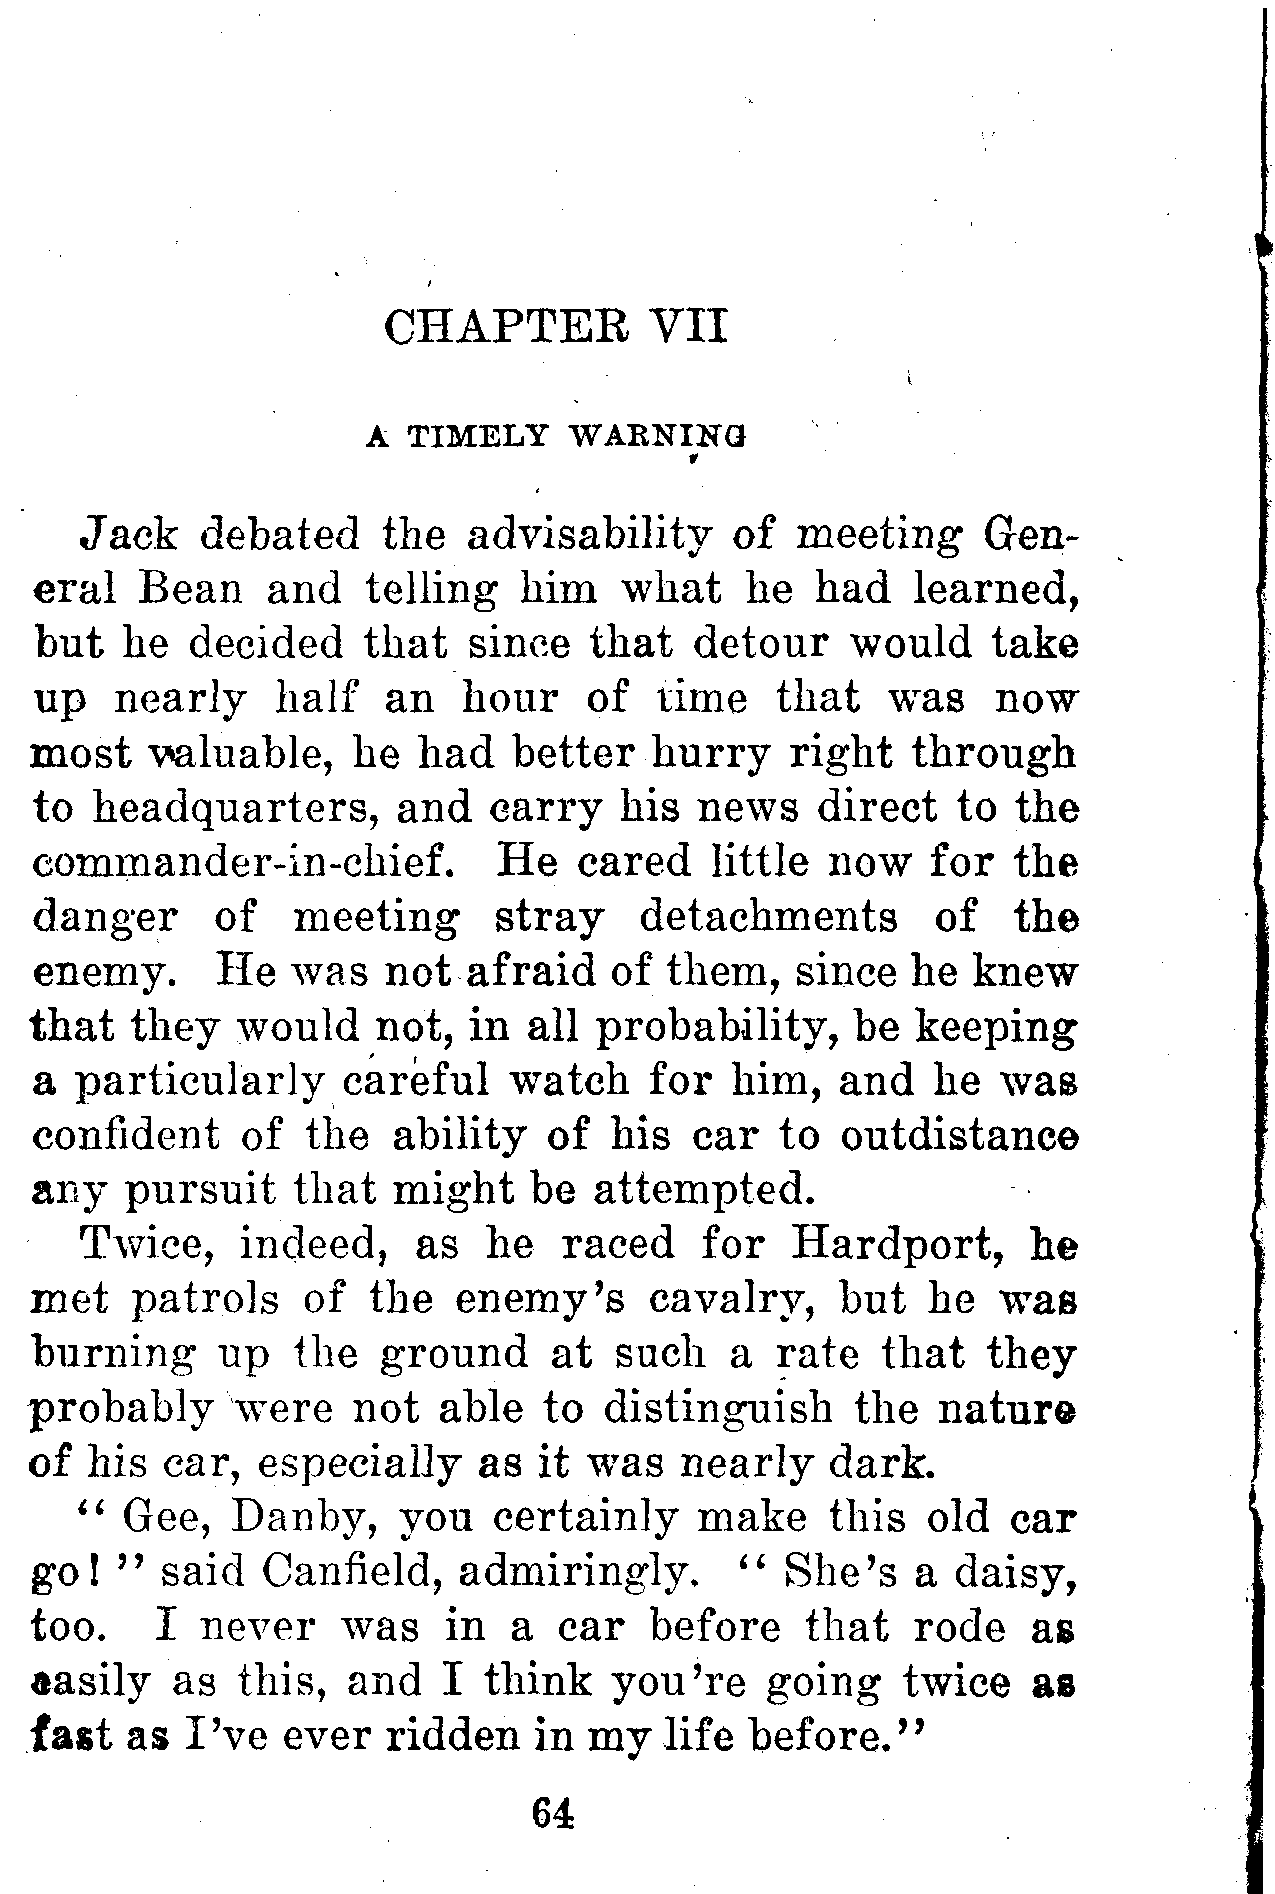 CHAPTER VII
A TIMELY WARNING
Jack debated the advisability of meeting Gen-
eral Bean and telling him what he had learned,
but he decided that since that detour would take
up nearly half an hour of time that was now
most valuable, he had better hurry right through
to headquarters, and carry his news direct to the
commander-in-chief. He cared little now for the
danger of meeting stray detachments of the
enemy. He was not afraid of them, since he knew
that they would not, in all probability, be keeping
a particularly careful watch for him, and he was
confident of the ability of his car to outdistance
any pursuit that might be attempted.
Twice, indeed, as he raced for Hardport, he
met patrols of the enemy's cavalry, but he was
burning up the ground at such a rate that they
probably were not able to distinguish the nature
of his car, especially as it was nearly dark.
“ Gee, Danby, you certainly make this old car
go! ” said Canfield, admiringly. “ She's a daisy,
too. I never was in a car before that rode as
easily as this, and I think you're going twice as
fast as I've ever ridden in my life before.”
64